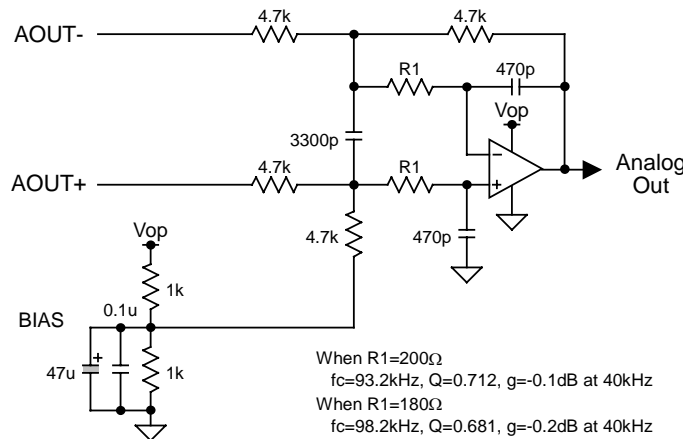 4.7k
4.7k
AOUT-
R1
470p
Vop
3300p
4.7k
R1
Analog
Out
AOUT+
Vop
4.7k
470p
1k
0.1u
BIAS
47u
+
1k
−
+
When R1=200Ω
fc=93.2kHz, Q=0.712, g=-0.1dB at 40kHz
When R1=180Ω
fc=98.2kHz, Q=0.681, g=-0.2dB at 40kHz